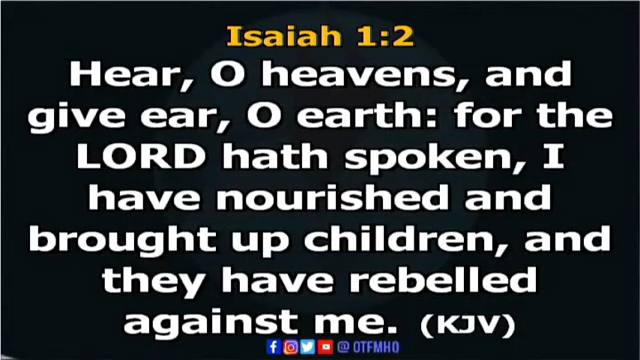 Isaiah 1:2
Hear, O heavens, and
give ear, O earth: for the
LORD hath spoken, I
have nourished and
brought up children, and
they have rebelled
against me. (KJV)
@ OTFMHQ